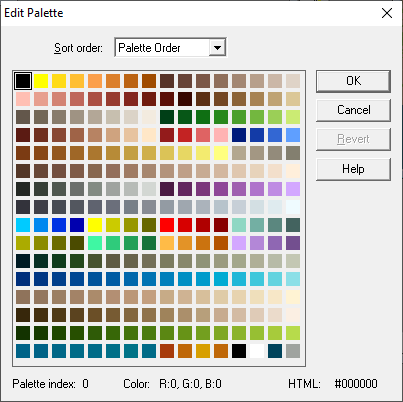 Edit Palette
Sort order: Palette Order
OK
Cancel
Revert
Help
Palette index: 0 Color: R:0, G:0, B:0 HTML: #000000